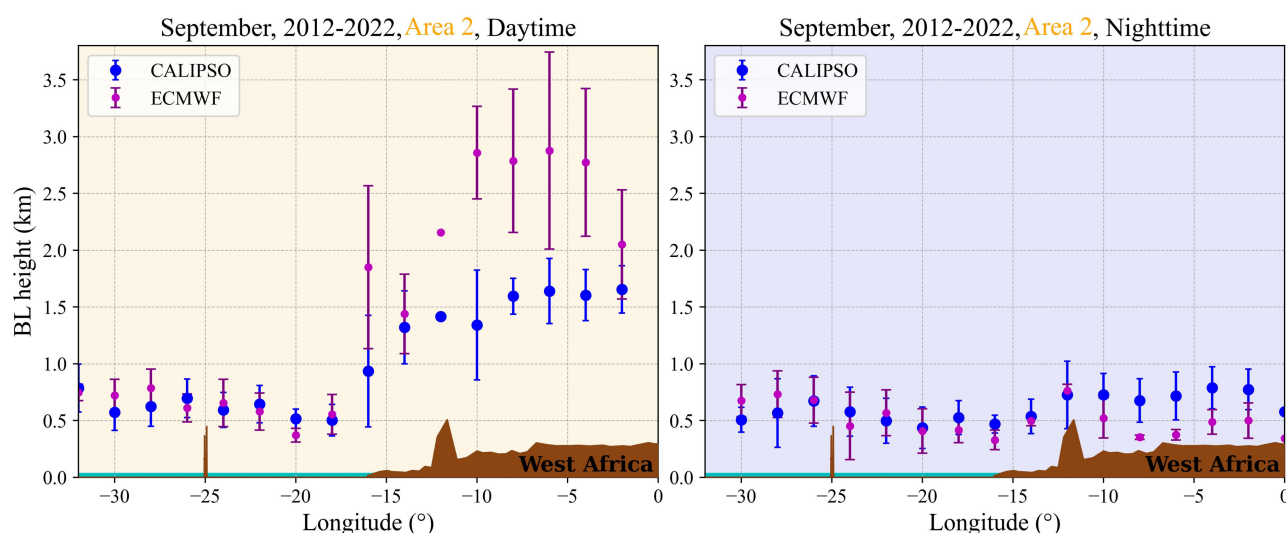 September, 2012-2022, Area 2, Daytime
CALIPSO
ECMWF
BL height (km)
3.5
3.0
2.5
2.0
1.5
1.0
0.5
0.0
West Africa
−30
−25
−20
−15
−10
−5
0
Longitude (°)
September, 2012-2022, Area 2, Nighttime
CALIPSO
ECMWF
3.5
3.0
2.5
2.0
1.5
1.0
0.5
0.0
West Africa
−30
−25
−20
−15
−10
−5
0
Longitude (°)